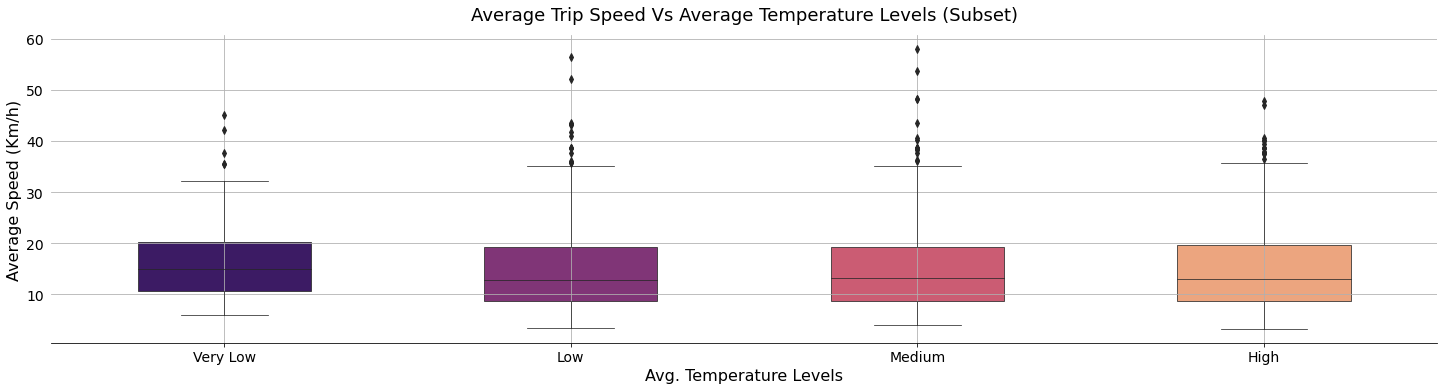 Average Trip Speed Vs Average Temperature Levels (Subset)
Average Speed (Km/h)
60
50
40
30
20
10
Very Low
Low
Medium
High
Avg. Temperature Levels